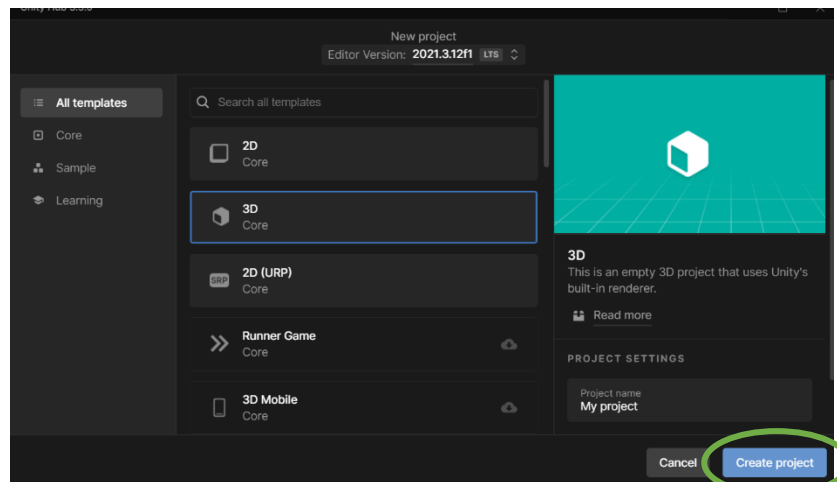 New project
Editor Version: 2021.3.12f1 LTS
All templates
Core
Sample
Learning
Search all templates
2D
Core
3D
Core
SRP
2D (URP)
Core
Runner Game
Core
3D Mobile
Core
3D
This is an empty 3D project that uses Unity's
built-in renderer.
Read more
PROJECT SETTINGS
Project name
My project
Cancel
Create project